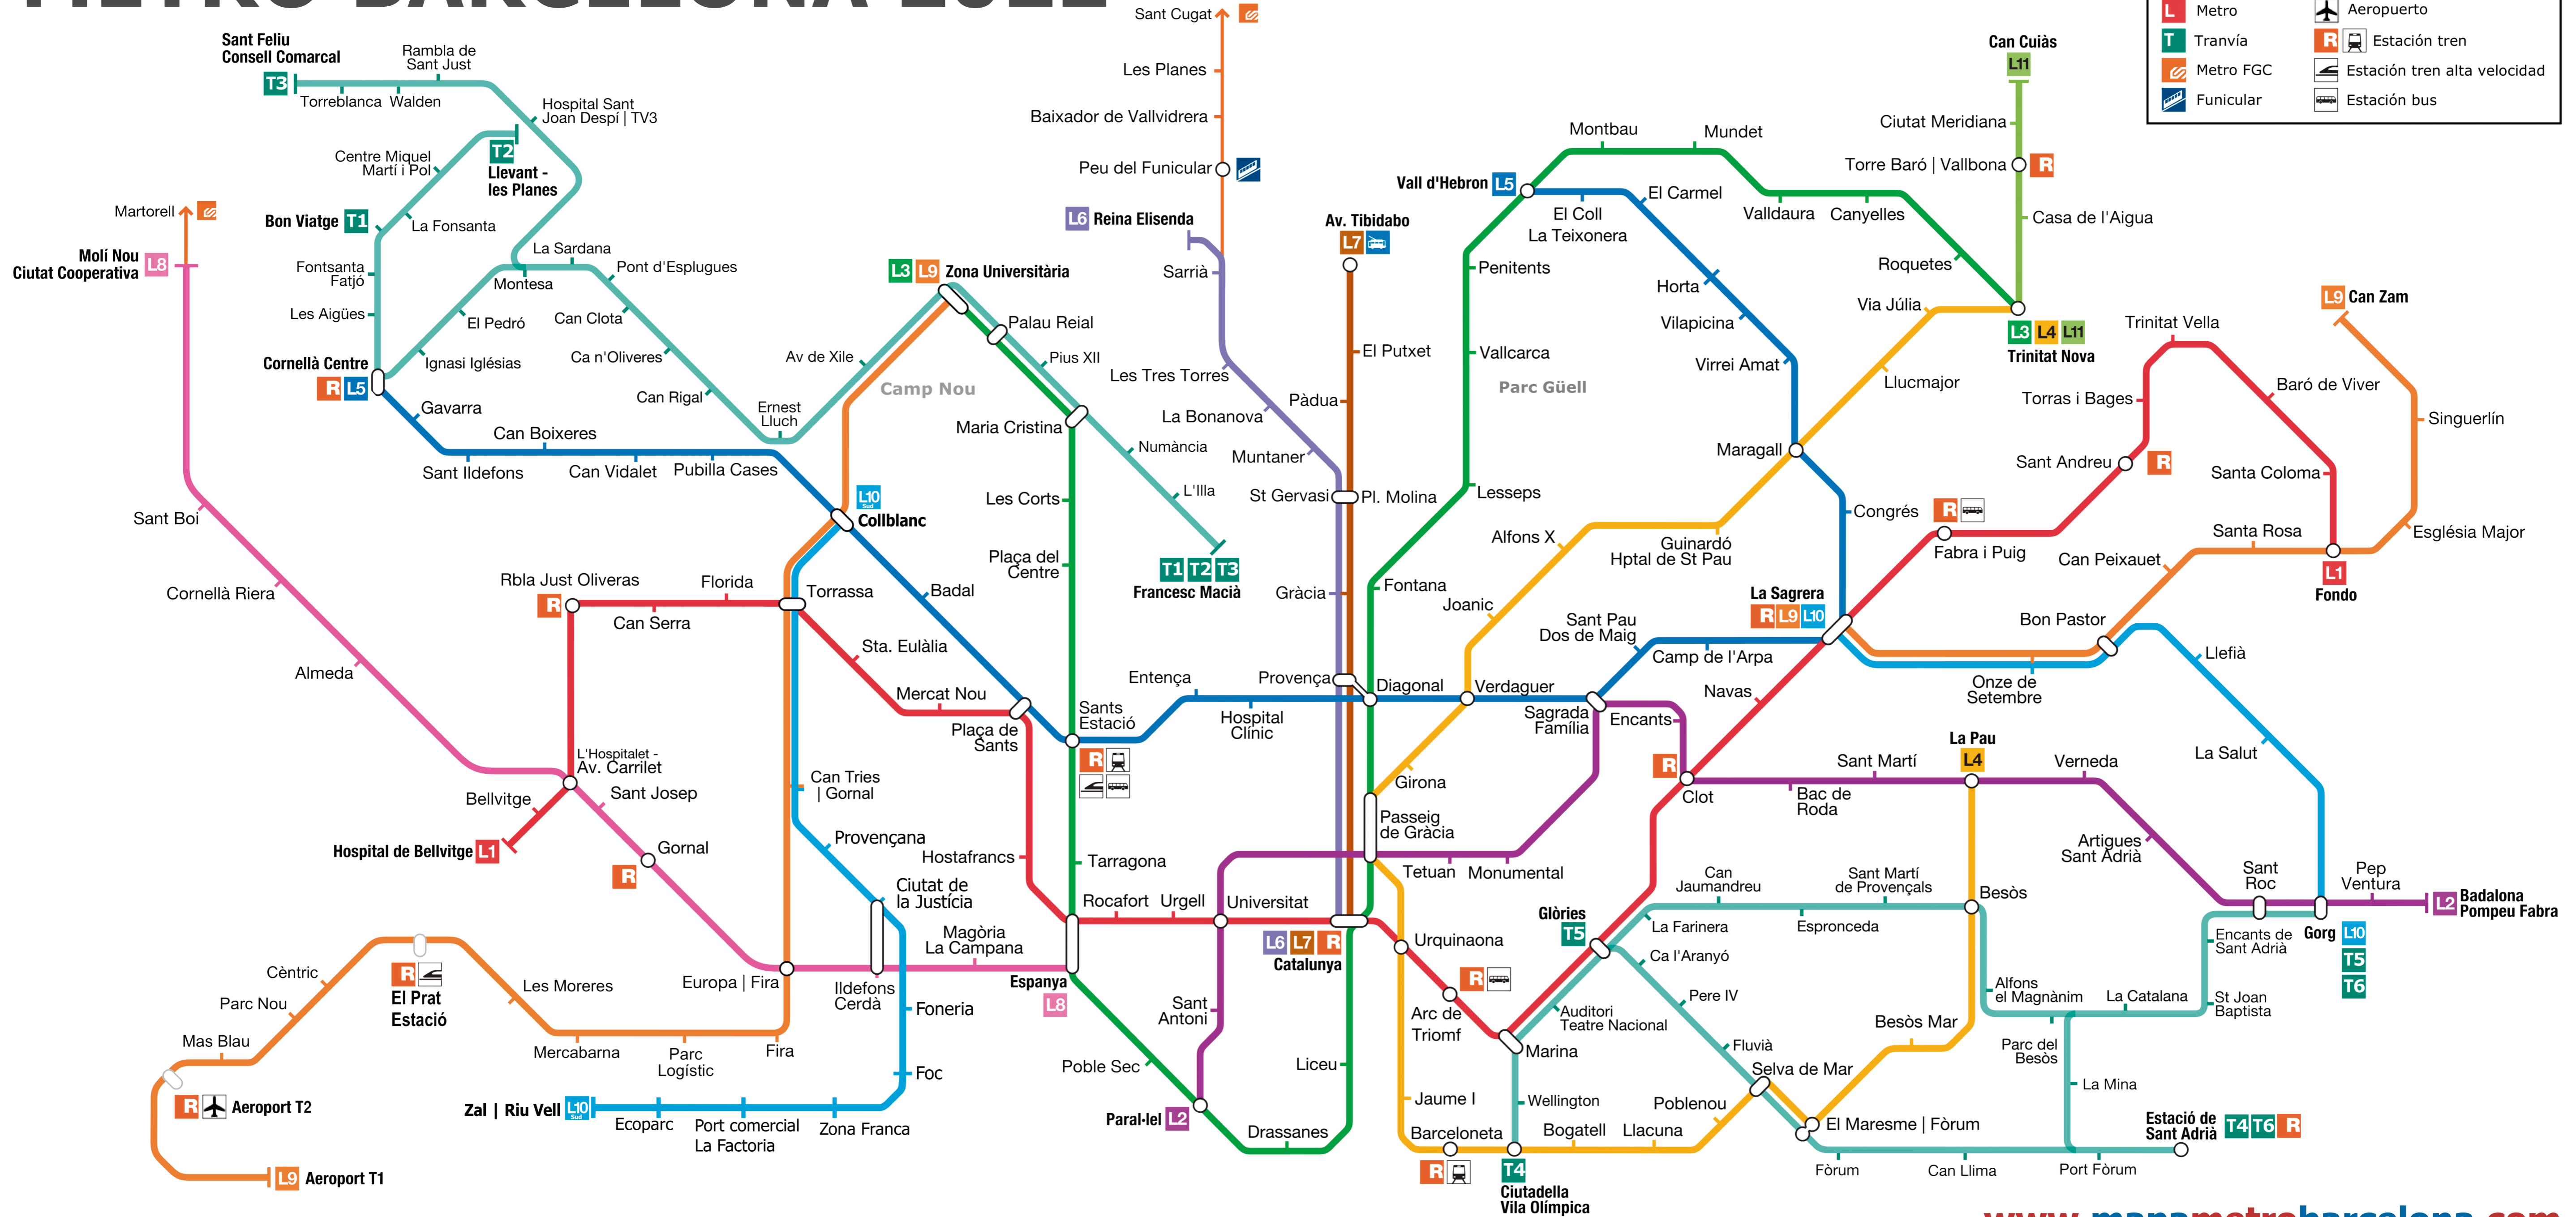 METRO BARCELONA 2022
L Metro
T Tranvía
Metro FGC
Funicular
Aeropuerto
R Estación tren
Estación tren alta velocidad
Estación bus
Sant Feliu
Consell Comarcal
T3
Torreblanca
Walden
Rambla de
Sant Just
Hospital Sant
Joan Despí | TV3
T2
Llevant -
les Planes
Centre Miquel
Martí i Pol
La Fonsanta
Bon Viatge T1
Fontsanta
Fatjó
Les Aigües
Cornellà Centre
R L5
Martorell
Molí Nou
Ciutat Cooperativa
L8
La Sardana
Montesa
Pont d'Esplugues
El Pedró
Can Clota
Ignasi Iglésias
Ca n'Oliveres
Can Rigal
Ernest
Lluch
Av de Xile
Gavarra
Can Boixeres
Sant Ildefons
Can Vidalet
Pubilla Cases
L10
Sud
Collblanc
Badal
Sant Boi
Cornellà Riera
Almeda
Rbla Just Oliveras
R
Can Serra
Florida
Torrassa
Sta. Eulàlia
Mercat Nou
Plaça de
Sants
L'Hospitalet -
Av. Carrilet
Bellvitge
Hospital de Bellvitge L1
Sant Josep
Gornal
R
Can Tries
| Gornal
Provençana
Ciutat de
la Justícia
Europa | Fira
Ildefons
Cerdà
Magòria
La Campana
Foneria
Foc
Zona Franca
Port comercial
La Factoria
Ecoparc
Zal | Riu Vell L10
Sud
Cèntric
Parc Nou
Mas Blau
R
El Prat
Estació
Les Moreres
Mercabarna
Parc
Logístic
Fira
R Aeroport T2
L9 Aeroport T1
Sant Cugat
Les Planes
Baixador de Vallvidrera
Peu del Funicular
L6 Reina Elisenda
Sarrià
Les Tres Torres
La Bonanova
Muntaner
St Gervasi
Pl. Molina
Gràcia
Provença
Av. Tibidabo
L7
El Putxet
Pàdua
L3 L9 Zona Universitària
Palau Reial
Pius XII
Camp Nou
Maria Cristina
Numància
L'Illa
T1 T2 T3
Francesc Macià
Les Corts
Plaça del
Centre
Sants
Estació
R
Entença
Hospital
Clínic
Hostafrancs
Tarragona
Rocafort
Urgell
Universitat
Espanya
L8
L6 L7 R
Catalunya
Sant
Antoni
Poble Sec
Paral·lel L2
Liceu
Drassanes
Vall d'Hebron L5
Montbau
Mundet
Valldaura
Canyelles
Roquetes
El Coll
La Teixonera
El Carmel
Horta
Vilapicina
Virrei Amat
Penitents
Vallcarca
Parc Güell
Lesseps
Fontana
Diagonal
Verdaguer
Maragall
Congrés
Can Cuiàs
L11
Ciutat Meridiana
Torre Baró | Vallbona R
Casa de l'Aigua
L3 L4 L11
Trinitat Nova
Via Júlia
Llucmajor
Guinardó
Hptal de St Pau
Alfons X
Joanic
Girona
Passeig
de Gràcia
Tetuan
Monumental
Sagrada
Família
Encants
Sant Pau
Dos de Maig
Camp de l'Arpa
La Sagrera
R L9 L10
Navas
R
Clot
R
Fabra i Puig
Sant Andreu R
Torras i Bages
Trinitat Vella
Baró de Viver
Santa Coloma
L1
Fondo
L9 Can Zam
Singuerlín
Església Major
Santa Rosa
Can Peixauet
Bon Pastor
Onze de
Setembre
Llefià
La Salut
Bac de
Roda
Sant Martí
La Pau
L4
Verneda
Artigues
Sant Adrià
Sant
Roc
Pep
Ventura
L2 Badalona
Pompeu Fabra
Gorg L10
T5
T6
Urquinaona
R
Arc de
Triomf
Marina
Glòries
T5
Can
Jaumandreu
Sant Martí
de Provençals
La Farinera
Espronceda
Besòs
Ca l'Aranyó
Pere IV
Fluvià
Auditori
Teatre Nacional
Wellington
Jaume I
Barceloneta
R
T4
Ciutadella
Vila Olímpica
Bogatell
Llacuna
Poblenou
Selva de Mar
Besòs Mar
El Maresme | Fòrum
Fòrum
Can Llima
Port Fòrum
Alfons
el Magnànim
Parc del
Besòs
La Catalana
St Joan
Baptista
Encants de
Sant Adrià
La Mina
Estació de
Sant Adrià T4 T6 R
www.mapametrobarcelona.com